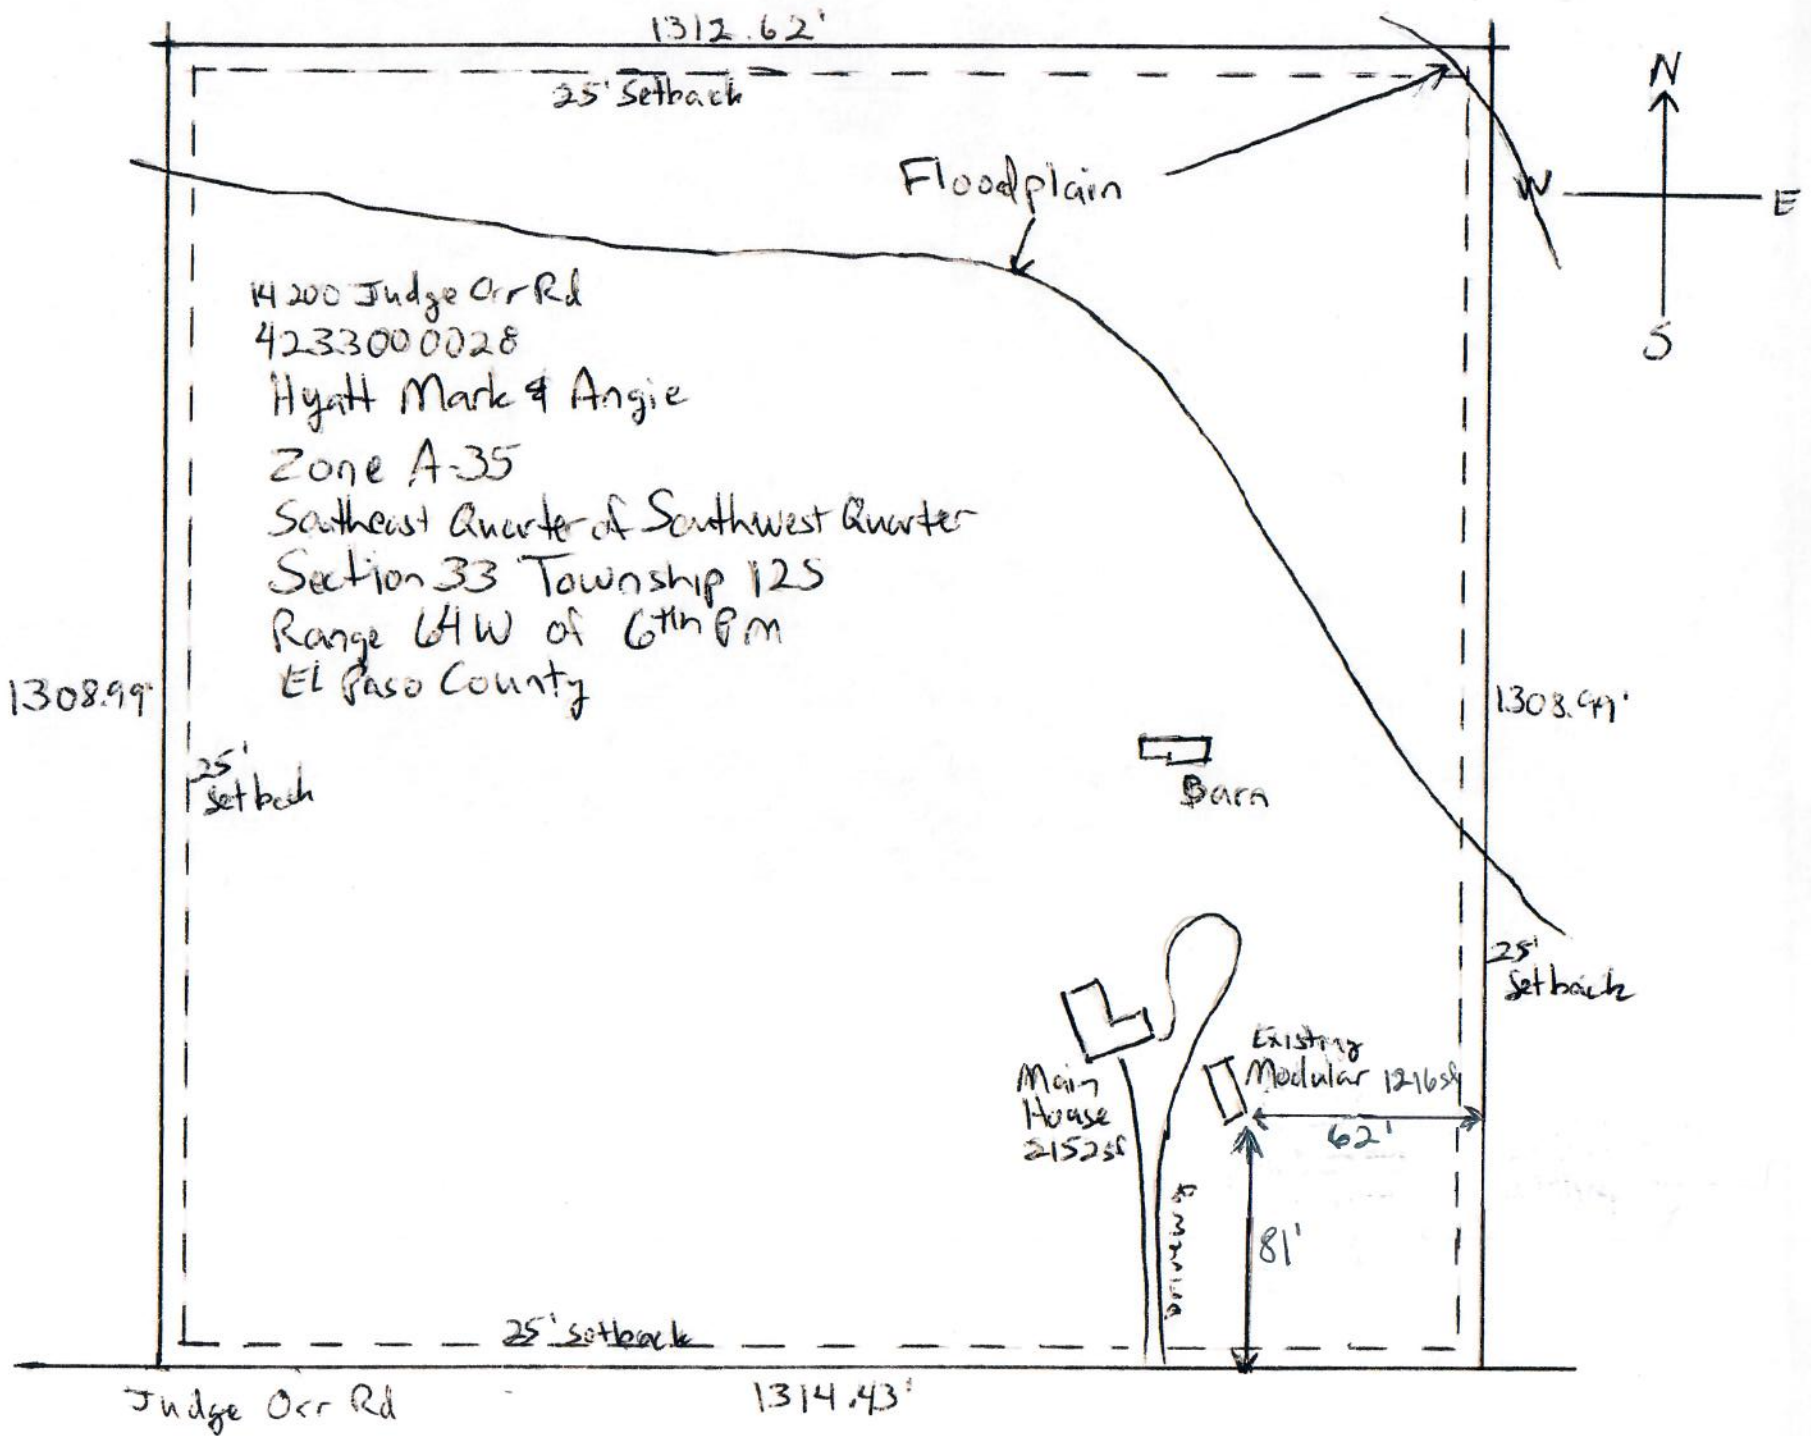 1312.62'
25' Setback
N
W
E
S
Floodplain
14200 Judge Orr Rd
4233000028
Hyatt Mark & Angie
Zone A-35
Southeast Quarter of Southwest Quarter
Section 33 Township 12S
Range 64W of 6th PM
El Paso County
1308.99'
1308.99'
25'
Setback
Barn
25'
Setback
Existing
Modular 1216sf
Main
House
2152sf
62'
81'
Driveway
25' Setback
Judge Orr Rd
1314.43'